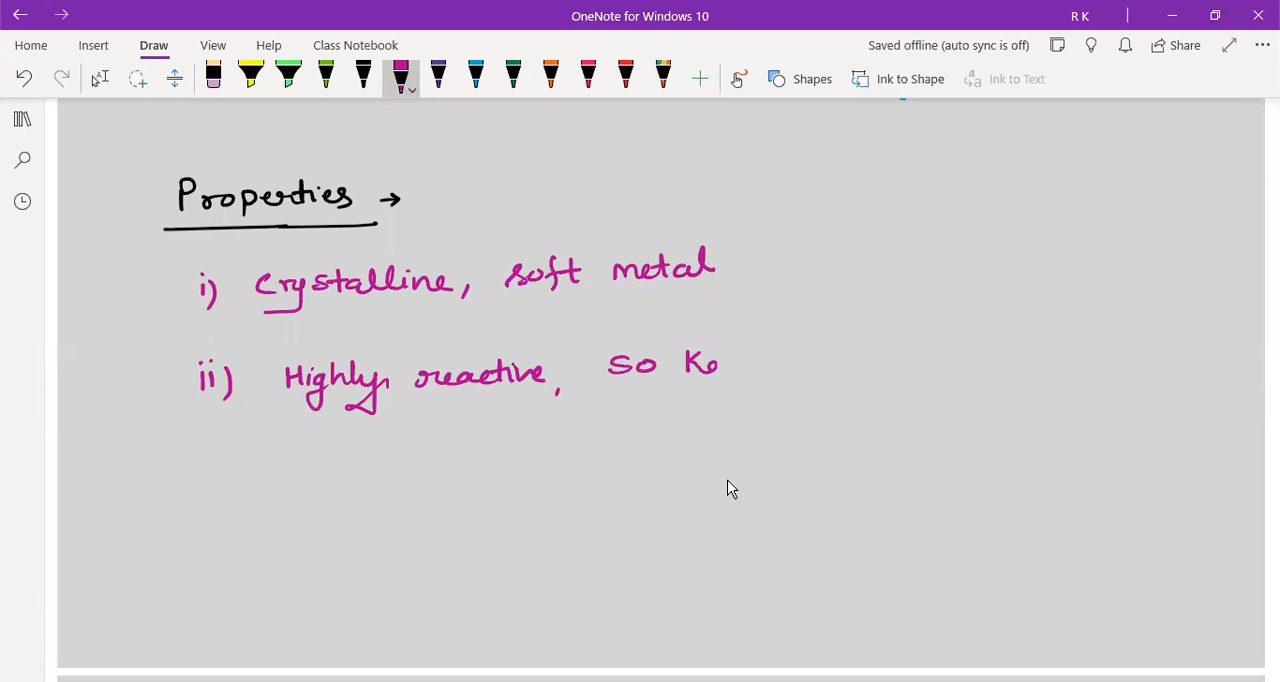 OneNote for Windows 10
R K
Home Insert Draw View Help Class Notebook
Saved offline (auto sync is off) Share
Shapes Ink to Shape Ink to Text
Properties →
i) Crystalline, soft metal
ii) Highly reactive, so Ke